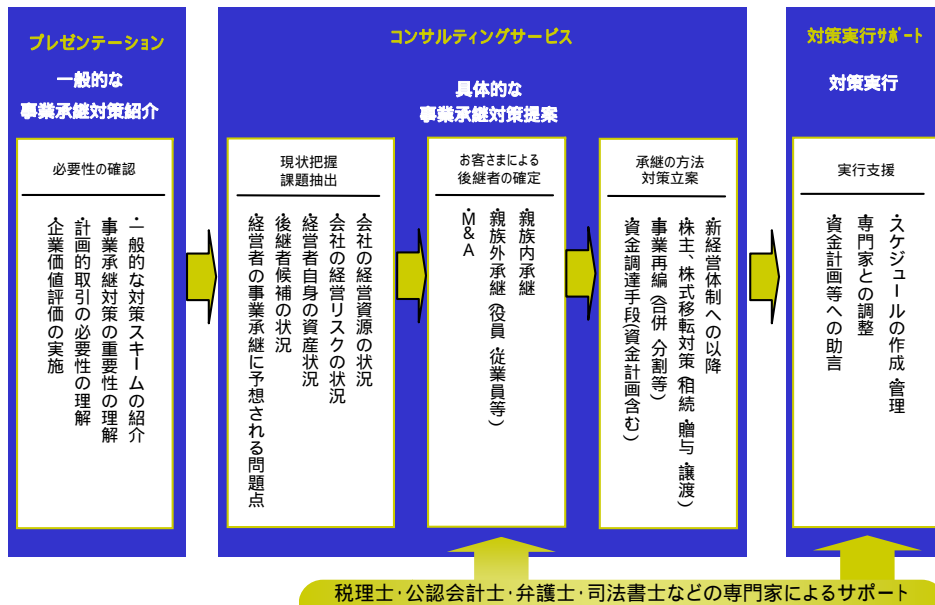 プレゼンテーション
一般的な
事業承継対策紹介
必要性の確認
・一般的な対策スキームの紹介
・事業承継対策の重要性の理解
・計画的取引の必要性の理解
・企業価値評価の実施
コンサルティングサービス
具体的な
事業承継対策提案
現状把握
課題抽出
・会社の経営資源の状況
・会社の経営リスクの状況
・経営者自身の資産状況
・後継者候補の状況
・経営者の事業承継に予想される問題点
お客さまによる
後継者の確定
・親族内承継
・親族外承継(役員・従業員等)
・M&A
承継の方法
対策立案
・新経営体制への以降
・株主、株式移転対策(相続・贈与・譲渡)
・事業再編(合併・分割等)
・資金調達手段(資金計画含む)
対策実行サポート
対策実行
実行支援
・スケジュールの作成・管理
・専門家との調整
・資金計画等への助言
税理士・公認会計士・弁護士・司法書士などの専門家によるサポート